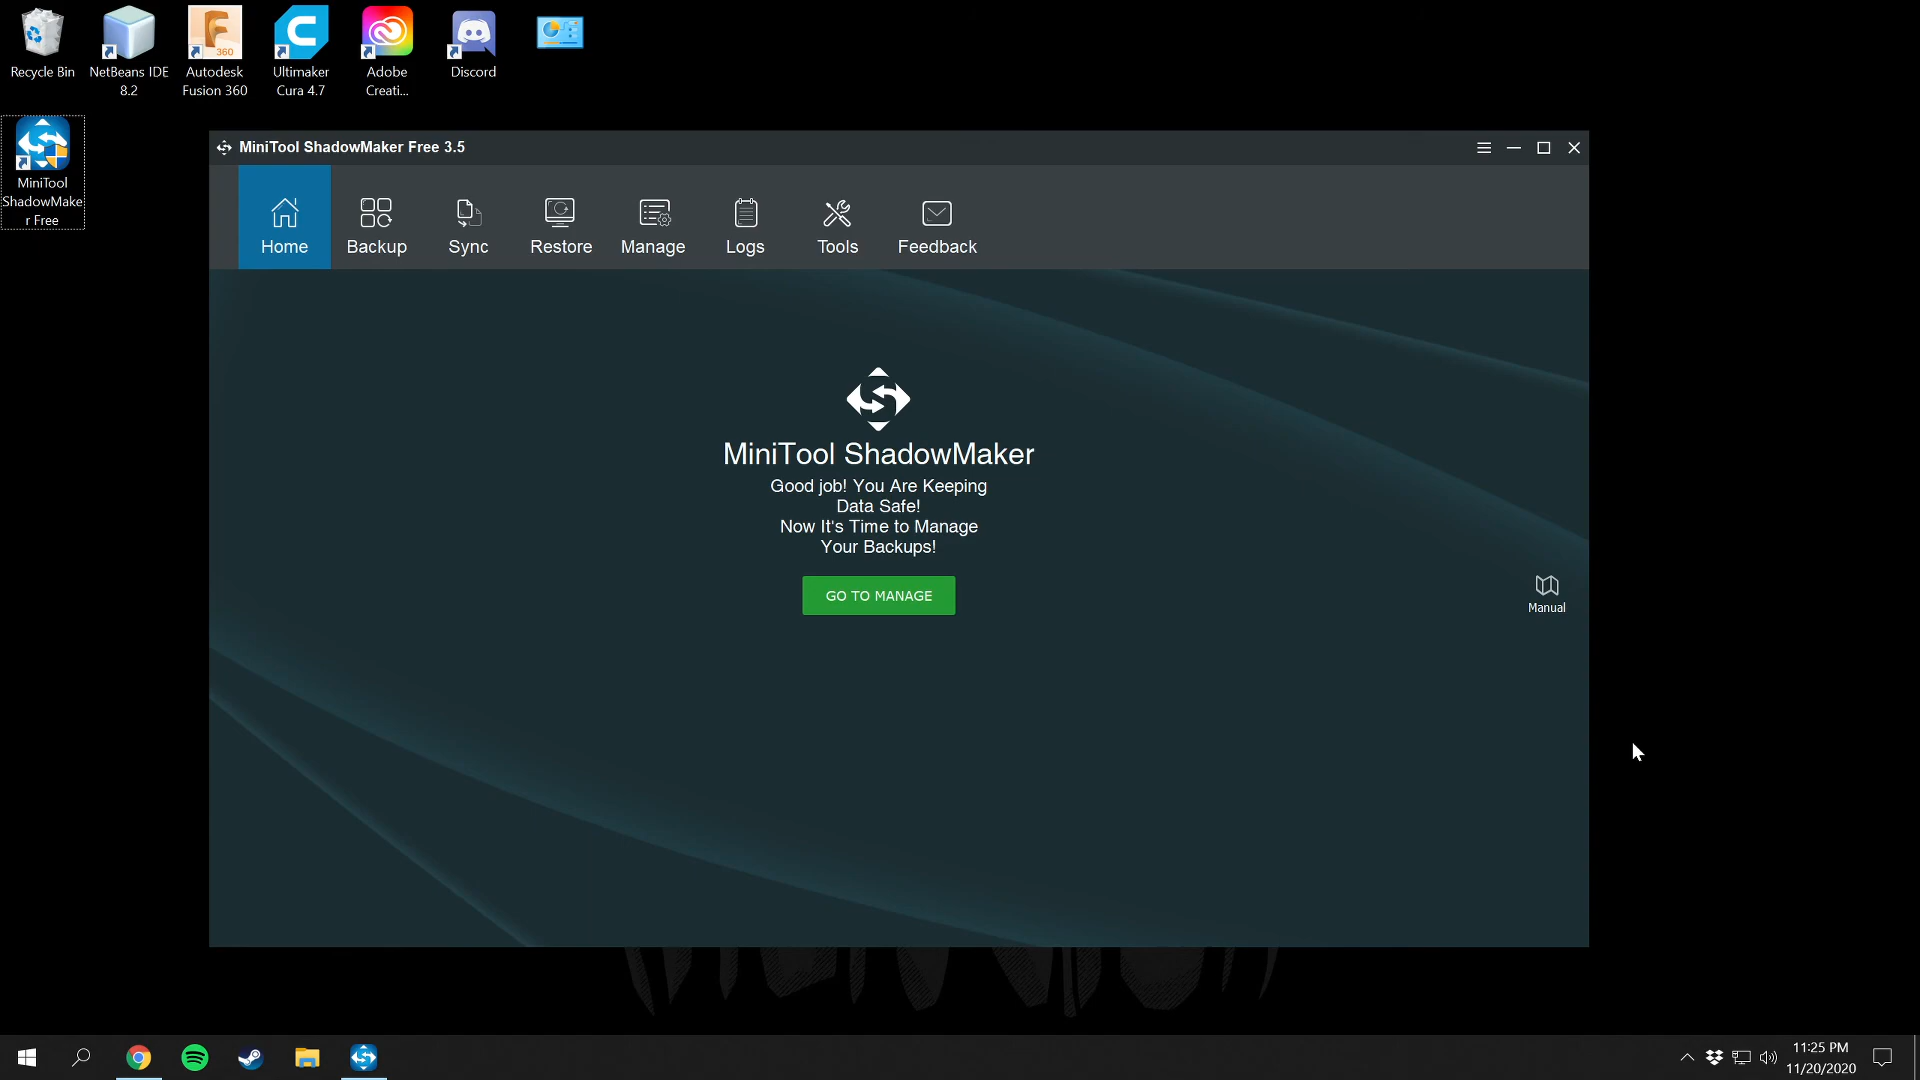 Recycle Bin
NetBeans IDE
8.2
Autodesk
Fusion 360
360
Ultimaker
Cura 4.7
Adobe
Creati...
Discord
MiniTool
ShadowMake
r Free
MiniTool ShadowMaker Free 3.5
Home
Backup
Sync
Restore
Manage
Logs
Tools
Feedback
MiniTool ShadowMaker
Good job! You Are Keeping
Data Safe!
Now It's Time to Manage
Your Backups!
GO TO MANAGE
Manual
11:25 PM
11/20/2020